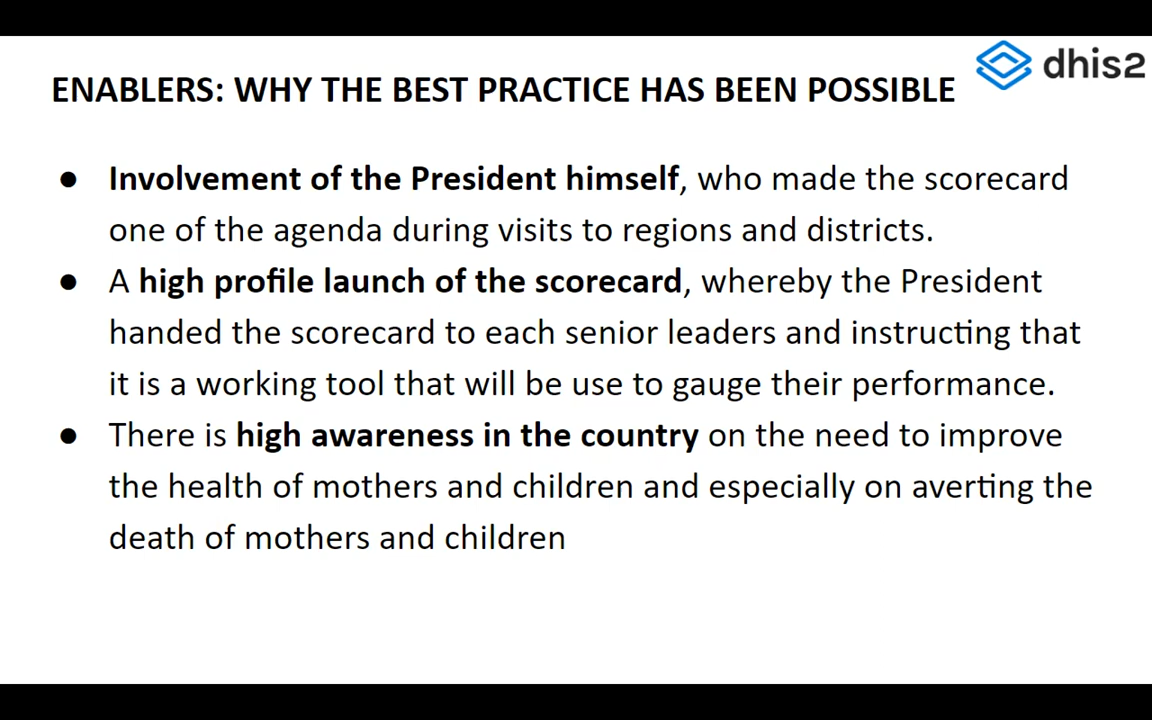 dhis2
ENABLERS: WHY THE BEST PRACTICE HAS BEEN POSSIBLE
● Involvement of the President himself, who made the scorecard
one of the agenda during visits to regions and districts.
● A high profile launch of the scorecard, whereby the President
handed the scorecard to each senior leaders and instructing that
it is a working tool that will be use to gauge their performance.
● There is high awareness in the country on the need to improve
the health of mothers and children and especially on averting the
death of mothers and children